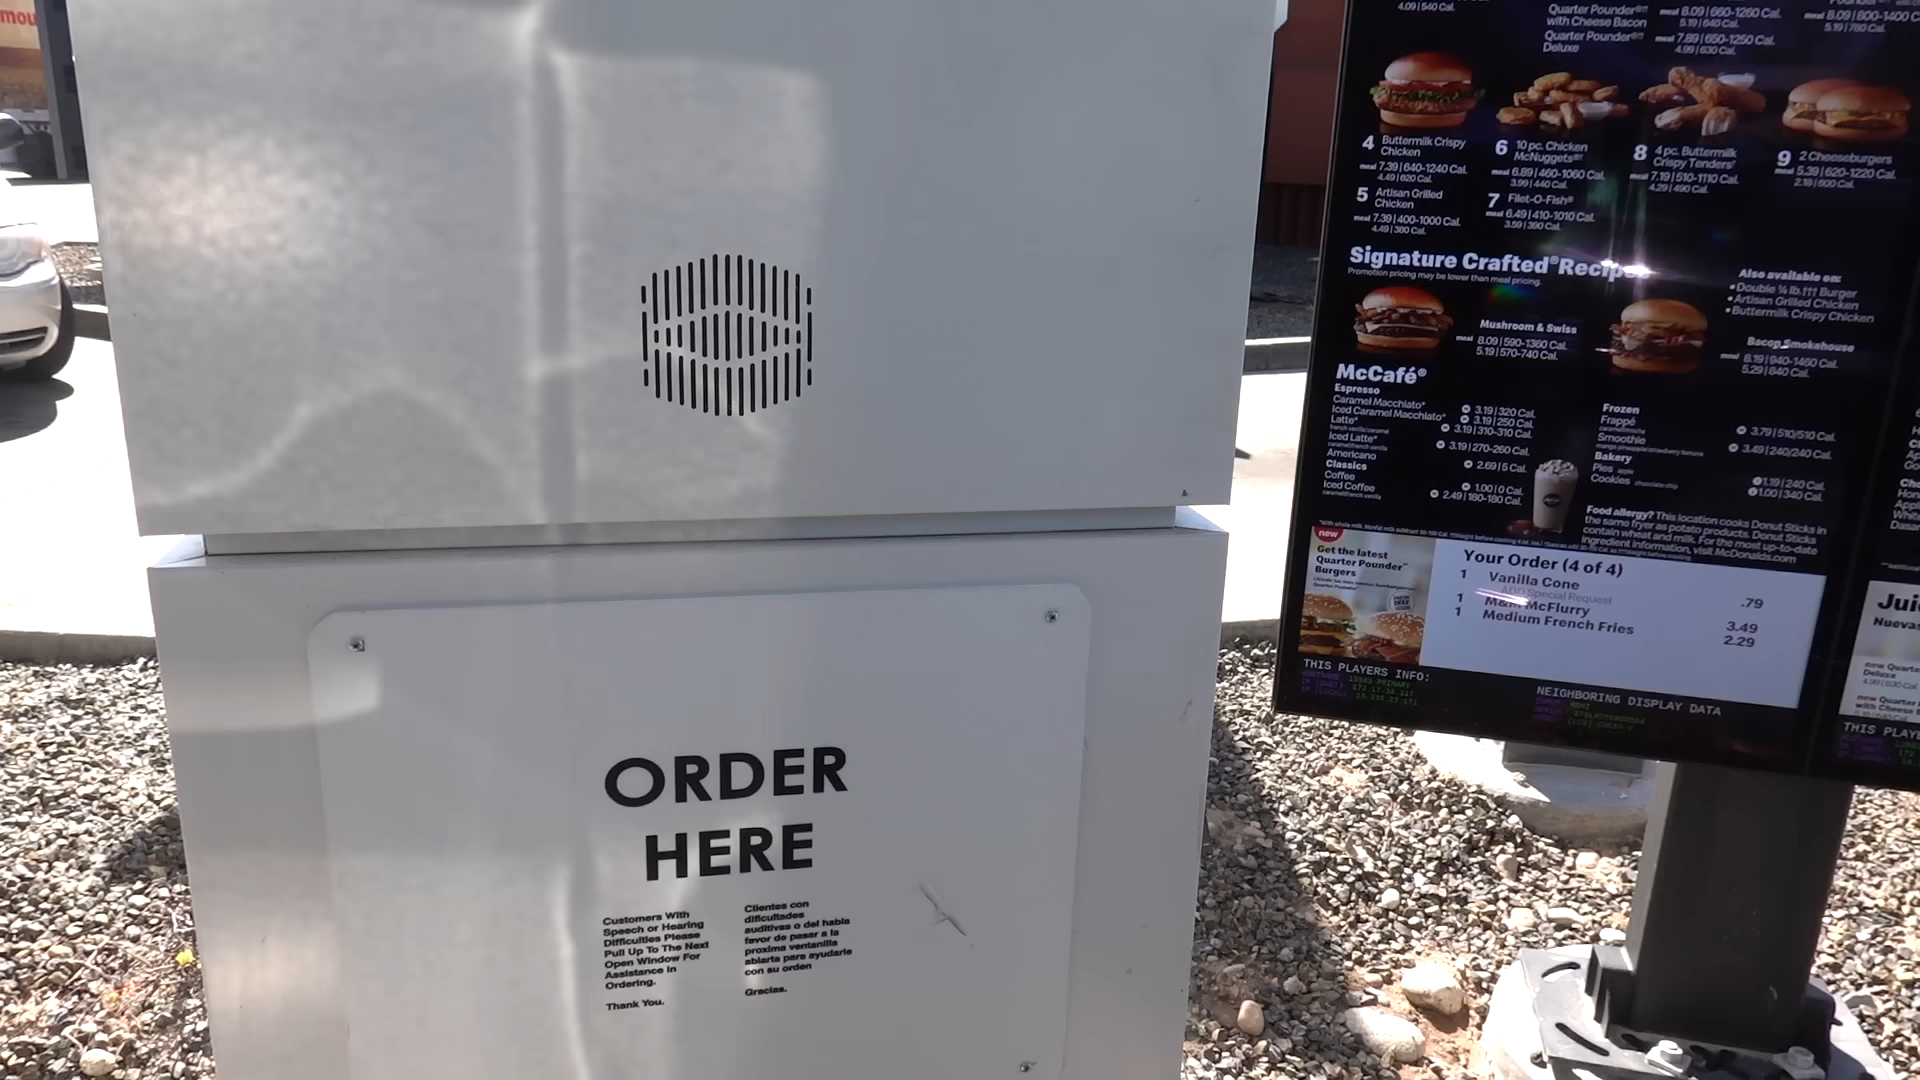 mou
ORDER
HERE
Customers With
Speech or Hearing
Difficulties Please
Pull Up To The Next
Open Window For
Assistance In
Ordering.
Thank You.
Clientes con
dificultades
auditivas o del habla
favor de pasar a la
proxima ventanilla
abiarta para ayudarle
con su orden
Gracias.
4.09|540 Cal.
Quarter Pounder®††
with Cheese Bacon
meal 8.09|660-1260 Cal.
5.19|640 Cal.
Quarter Pounder®††
Deluxe
meal 7.89|650-1250 Cal.
4.99|630 Cal.
meal 8.09|800-1400 C
5.19|780 Cal.
4 Buttermilk Crispy
Chicken
meal 7.39|640-1240 Cal.
4.49|620 Cal.
5 Artisan Grilled
Chicken
meal 7.39|400-1000 Cal.
4.49|380 Cal.
6 10 pc. Chicken
McNuggets®
meal 6.89|460-1060 Cal.
3.99|440 Cal.
7 Filet-O-Fish®
meal 6.49|410-1010 Cal.
3.59|390 Cal.
8 4 pc. Buttermilk
Crispy Tenders
meal 7.19|510-1110 Cal.
4.29|490 Cal.
9 2 Cheeseburgers
meal 5.39|620-1220 Cal.
2.18|600 Cal.
Signature Crafted® Recipes
Promotion pricing may be lower than meal pricing.
Mushroom & Swiss
meal 8.09|590-1360 Cal.
5.19|570-740 Cal.
Also available on:
• Double ¼ lb.††† Burger
• Artisan Grilled Chicken
• Buttermilk Crispy Chicken
Bacon Smokehouse
meal 8.19|940-1460 Cal.
5.29|840 Cal.
McCafé®
Espresso
Caramel Macchiato* 3.19|320 Cal.
Iced Caramel Macchiato* 3.19|250 Cal.
Latte* 3.19|310-310 Cal.
french vanilla/caramel
Iced Latte* 3.19|270-260 Cal.
caramel/french vanilla
Americano 2.69|5 Cal.
Classics
Coffee 1.00|0 Cal.
Iced Coffee 2.49|180-180 Cal.
caramel/french vanilla
Frozen
Frappé 3.79|510/510 Cal.
caramel/mocha
Smoothie 3.49|240/240 Cal.
mango pineapple/strawberry banana
Bakery
Pies apple 1.19|240 Cal.
Cookies chocolate chip 1.00|340 Cal.
Food allergy? This location cooks Donut Sticks in
the same fryer as potato products. Donut Sticks
contain wheat and milk. For the most up-to-date
ingredient information, visit McDonalds.com
new
Get the latest
Quarter Pounder™
Burgers
Your Order (4 of 4)
1 Vanilla Cone .79
ADD Special Request
1 M&M McFlurry 3.49
1 Medium French Fries 2.29
THIS PLAYERS INFO:
NEIGHBORING DISPLAY DATA
Jui
Nuevas
new Quarte
Deluxe
new Quarter
with Cheese B
THIS PLAYE